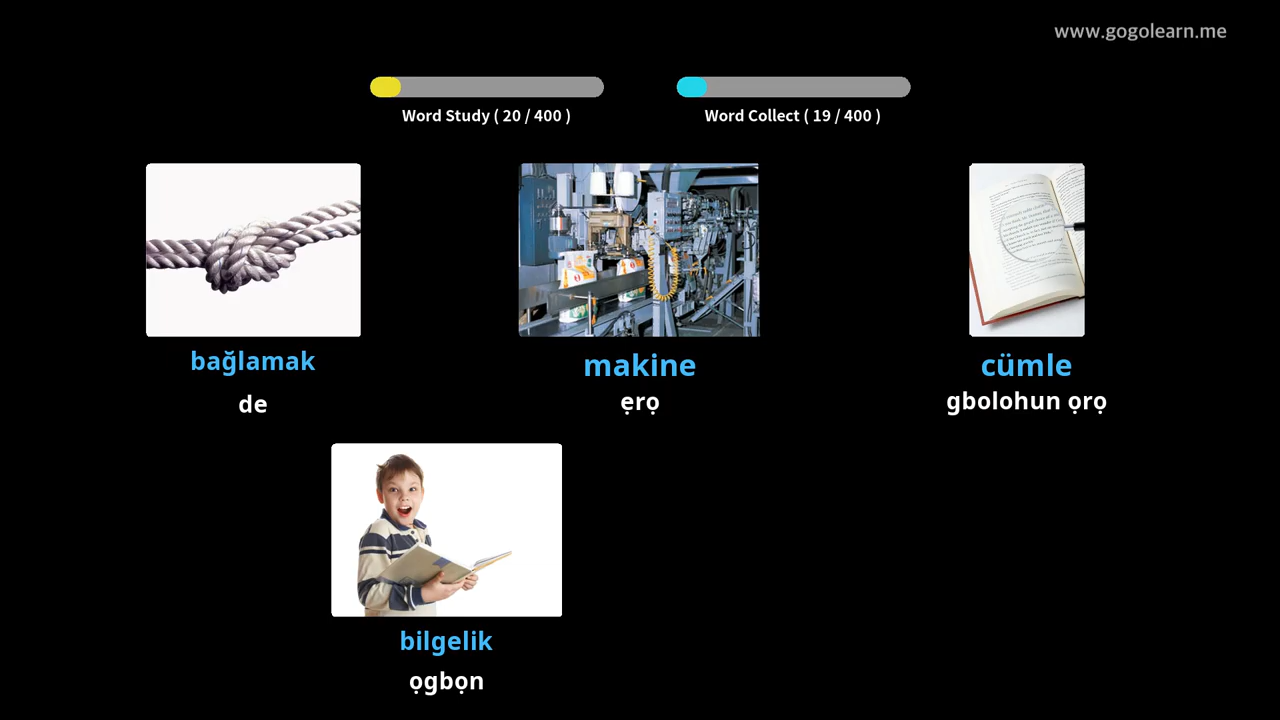 www.gogolearn.me
Word Study ( 20 / 400 )
Word Collect ( 19 / 400 )
bağlamak
de
makine
ẹrọ
cümle
gbolohun ọrọ
bilgelik
ọgbọn